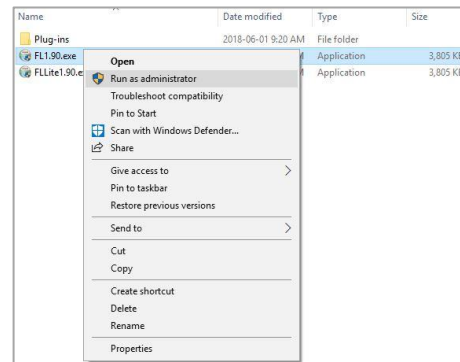 Name Date modified Type Size
Plug-ins 2018-06-01 9:20 AM File folder
FL1.90.exe M Application 3,805 KB
FLLite1.90.e M Application 3,805 KB
Open
Run as administrator
Troubleshoot compatibility
Pin to Start
Scan with Windows Defender...
Share
Give access to
Pin to taskbar
Restore previous versions
Send to
Cut
Copy
Create shortcut
Delete
Rename
Properties